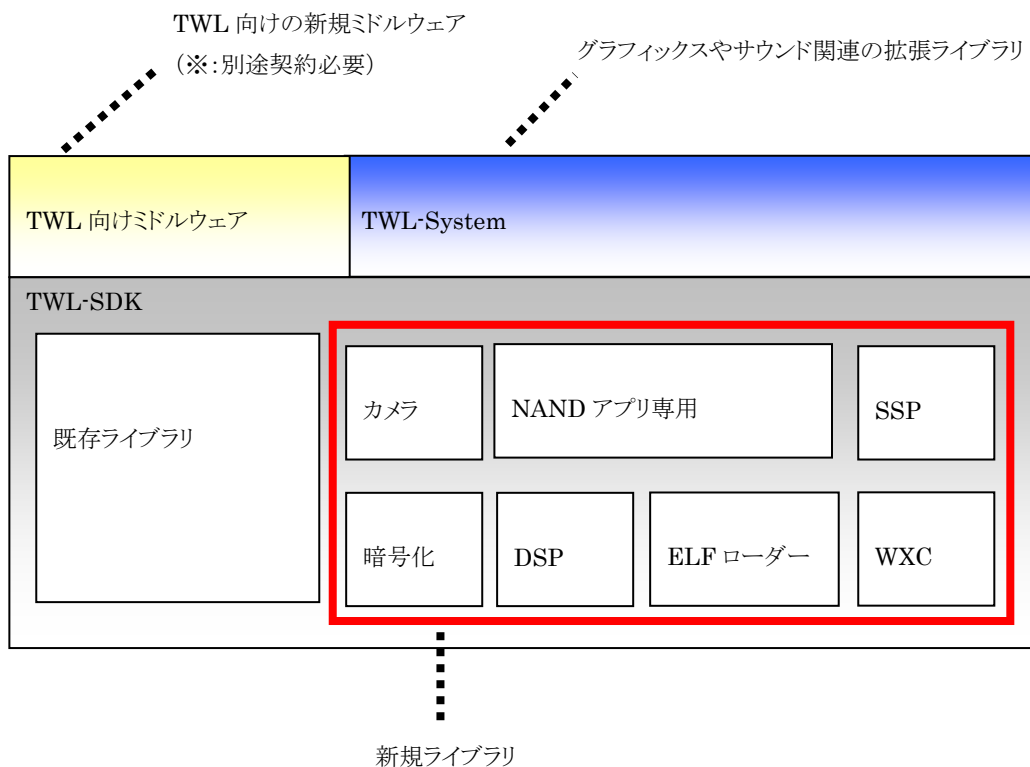 TWL 向けの新規ミドルウェア
（※：別途契約必要）
グラフィックスやサウンド関連の拡張ライブラリ
TWL 向けミドルウェア
TWL-System
TWL-SDK
既存ライブラリ
カメラ
NAND アプリ専用
SSP
暗号化
DSP
ELF ローダー
WXC
新規ライブラリ